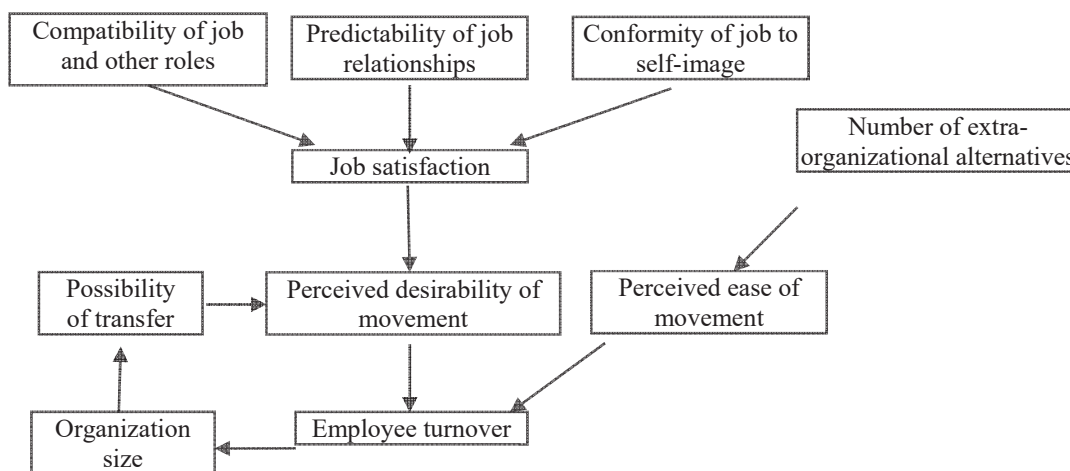 Compatibility of job
and other roles
Predictability of job
relationships
Conformity of job to
self-image
Number of extra-
organizational alternatives
Job satisfaction
Possibility
of transfer
Perceived desirability of
movement
Perceived ease of
movement
Organization
size
Employee turnover